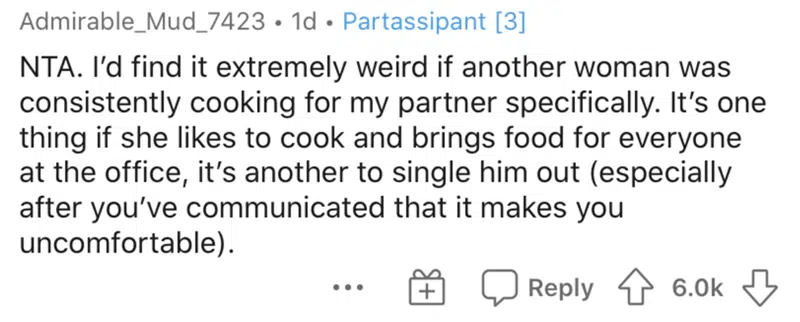 Admirable_Mud_7423 • 1d • Partassipant [3]
NTA. I’d find it extremely weird if another woman was
consistently cooking for my partner specifically. It’s one
thing if she likes to cook and brings food for everyone
at the office, it’s another to single him out (especially
after you’ve communicated that it makes you
uncomfortable).
Reply 6.0k